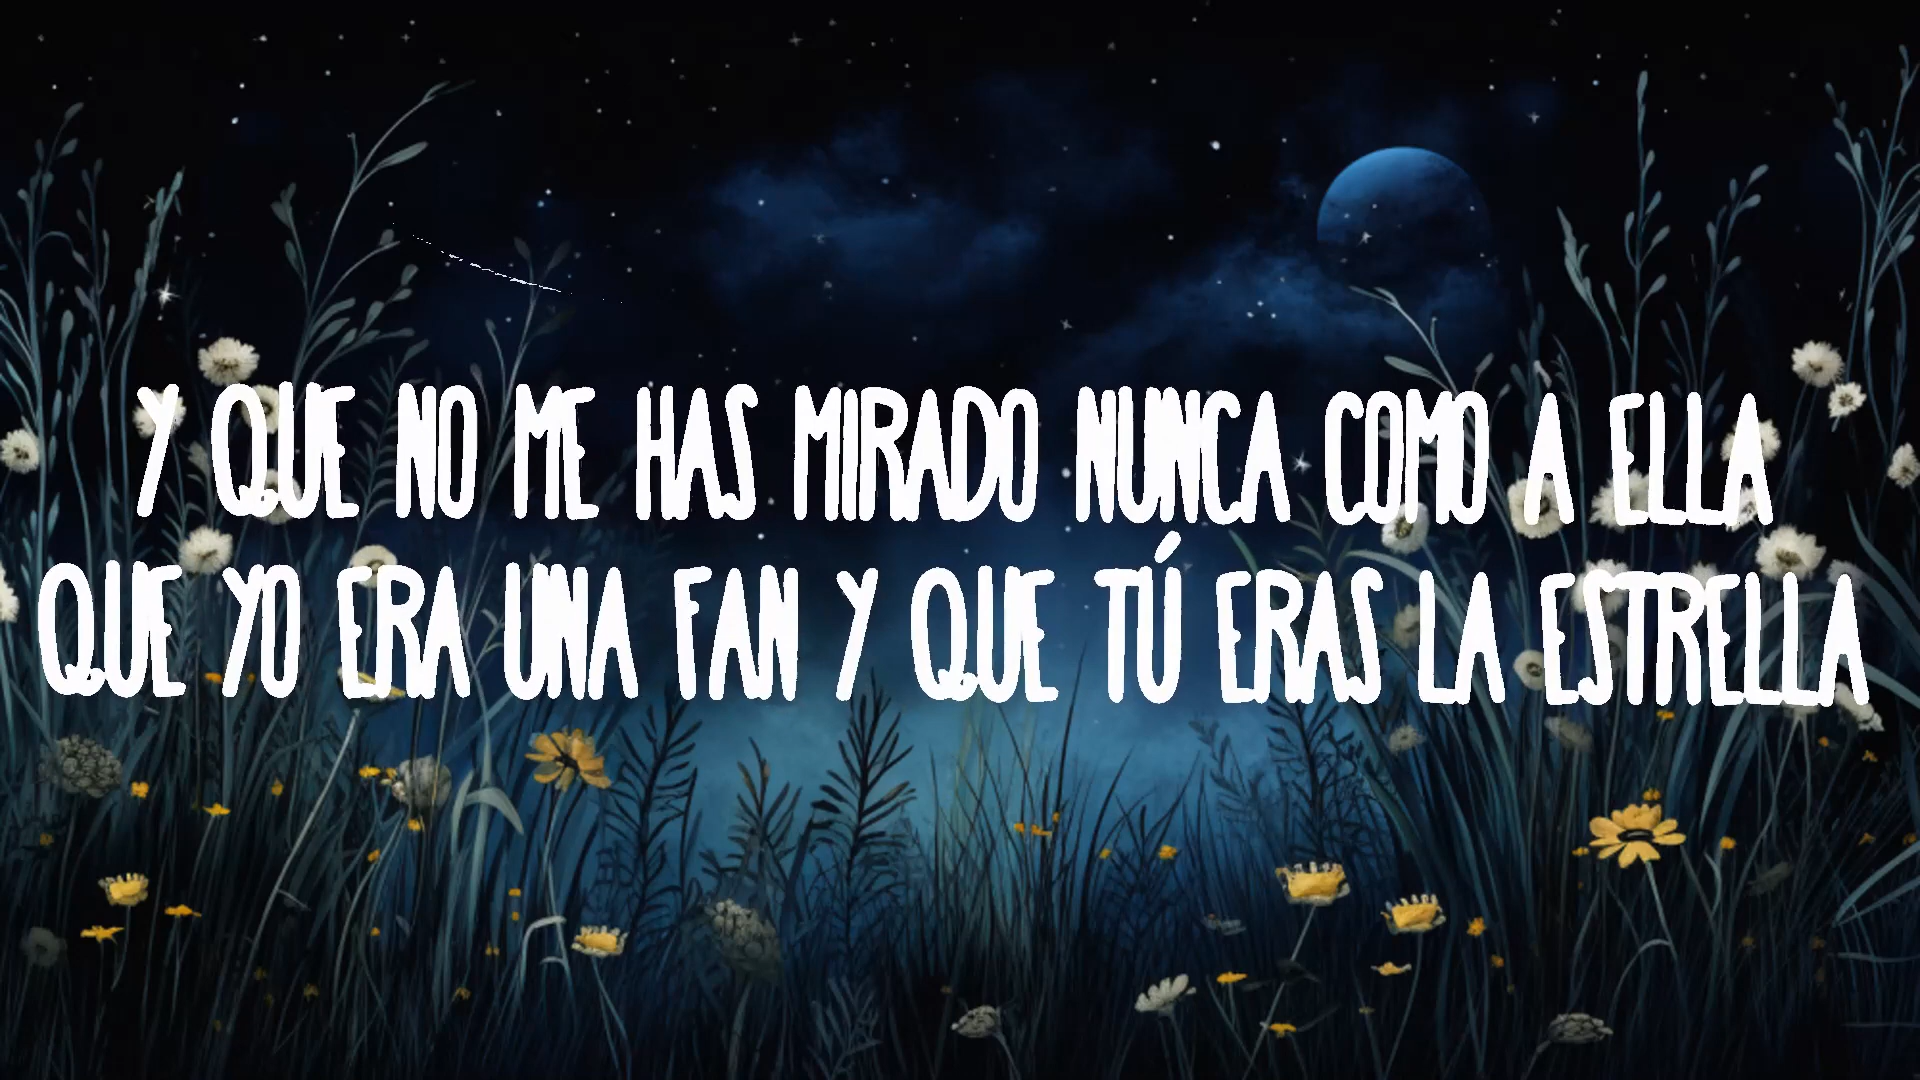 Y QUE NO ME HAS MIRADO NUNCA COMO A ELLA
QUE YO ERA UNA FAN Y QUE TÚ ERAS LA ESTRELLA